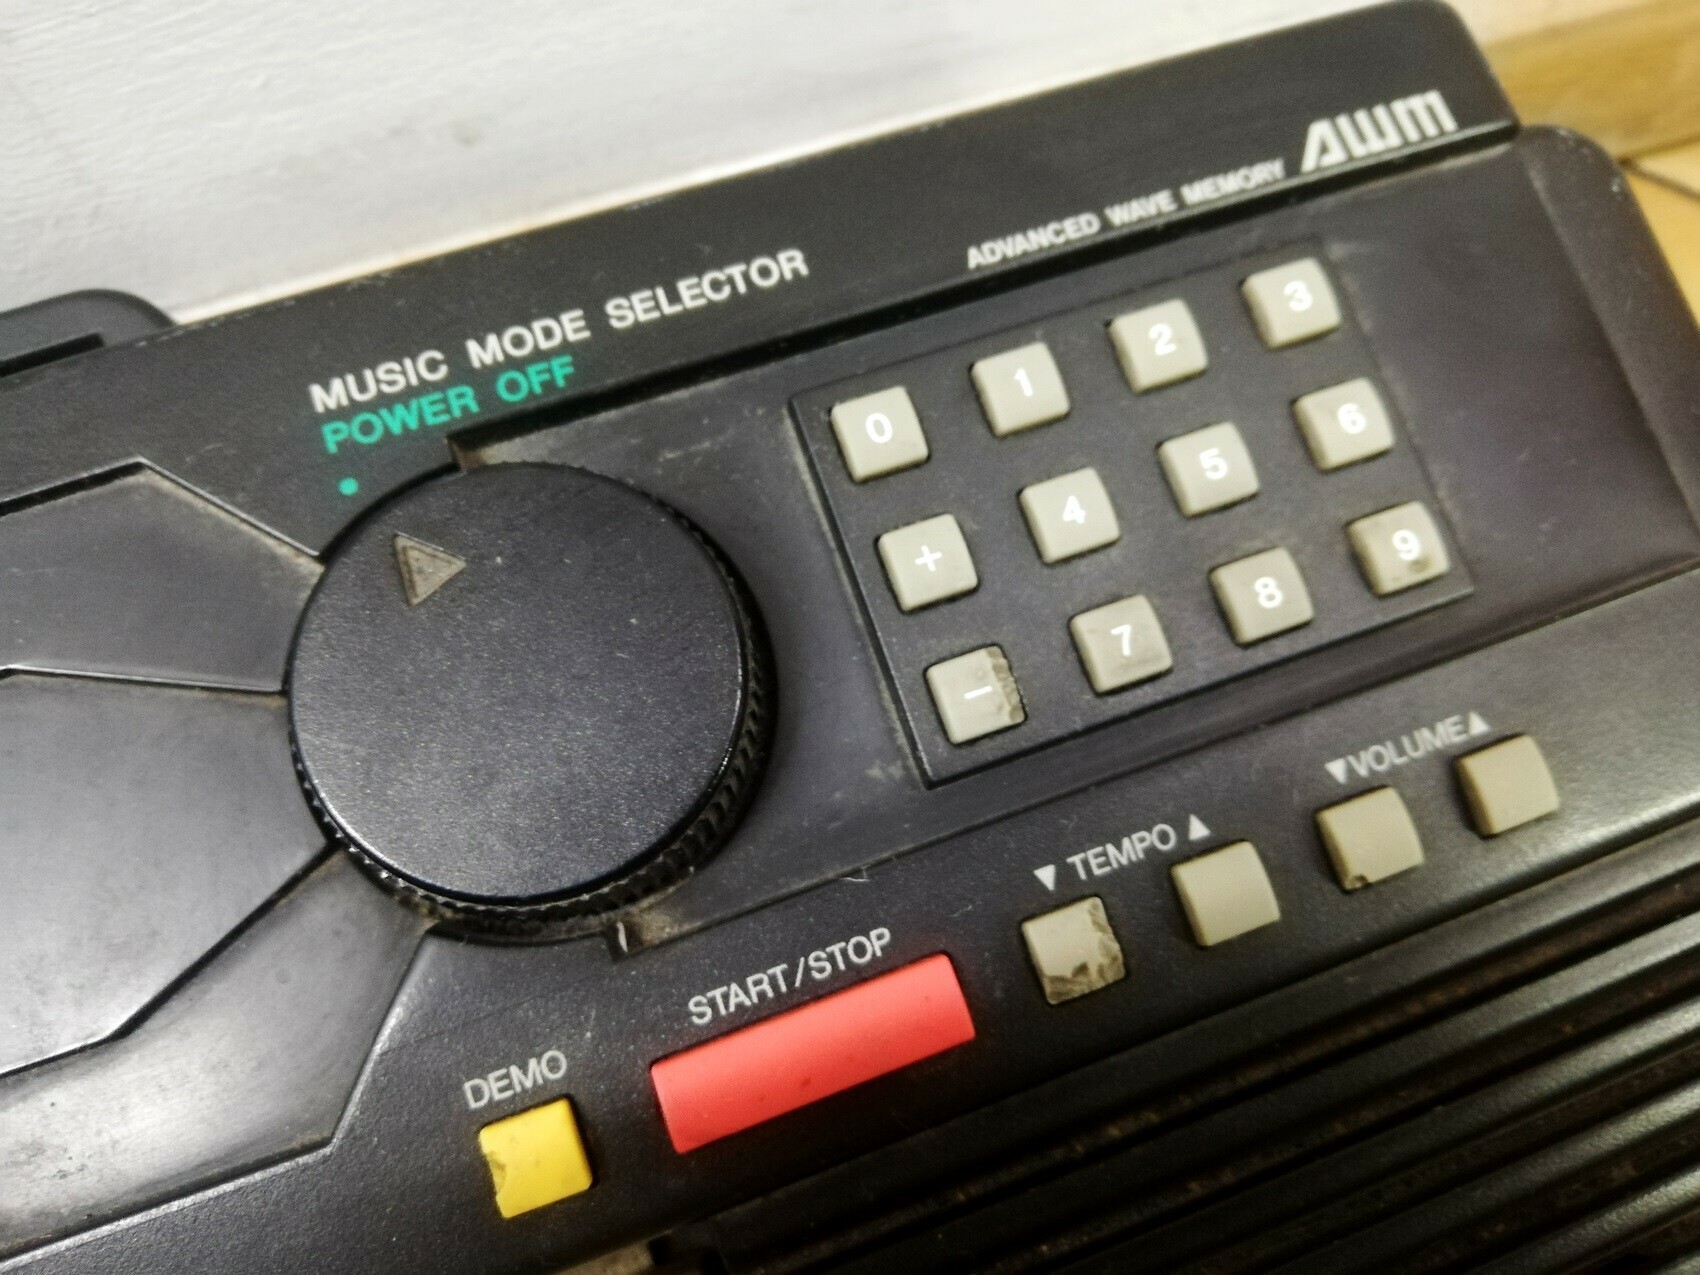 AWM
ADVANCED WAVE MEMORY
MUSIC MODE SELECTOR
POWER OFF
0 1 2 3
+ 4 5 6
− 7 8 9
▼VOLUME▲
▼ TEMPO ▲
START/STOP
DEMO